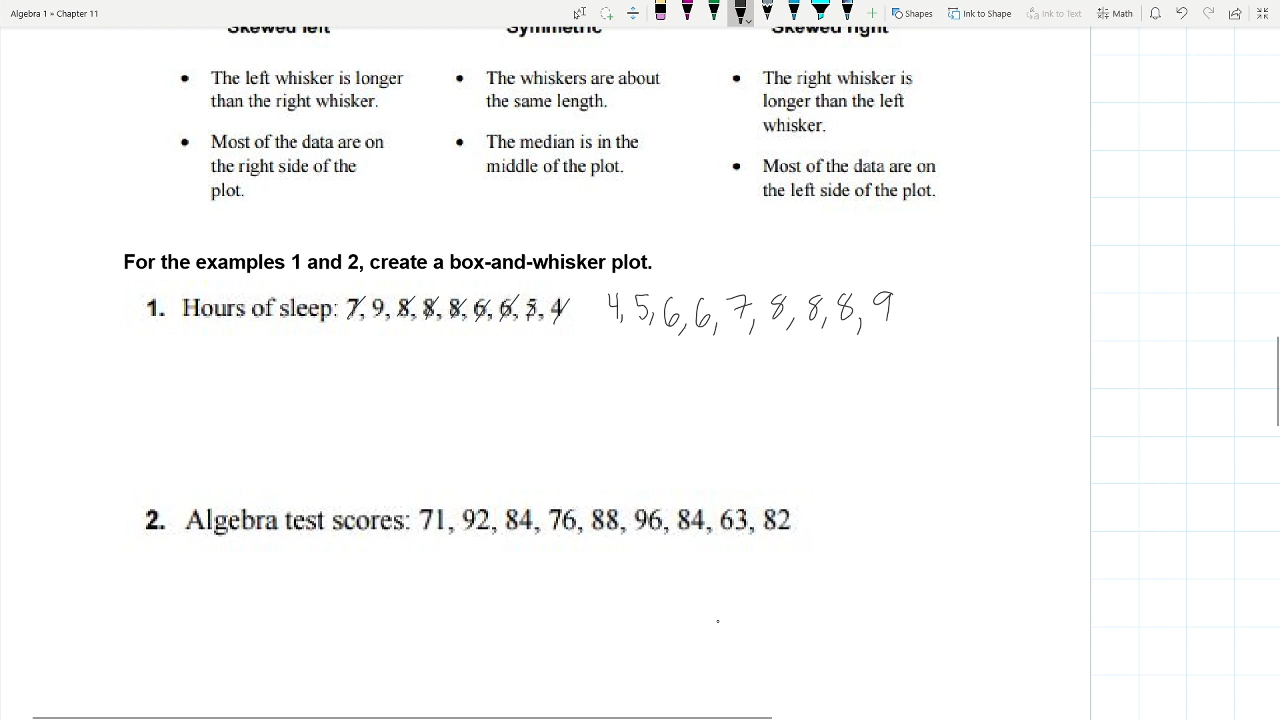 Algebra 1 » Chapter 11
Shapes Ink to Shape Ink to Text Math
Skewed left Symmetric Skewed right
• The left whisker is longer than the right whisker.
• Most of the data are on the right side of the plot.
• The whiskers are about the same length.
• The median is in the middle of the plot.
• The right whisker is longer than the left whisker.
• Most of the data are on the left side of the plot.
For the examples 1 and 2, create a box-and-whisker plot.
1. Hours of sleep: 7, 9, 8, 8, 8, 6, 6, 5, 4 4, 5, 6, 6, 7, 8, 8, 8, 9
2. Algebra test scores: 71, 92, 84, 76, 88, 96, 84, 63, 82